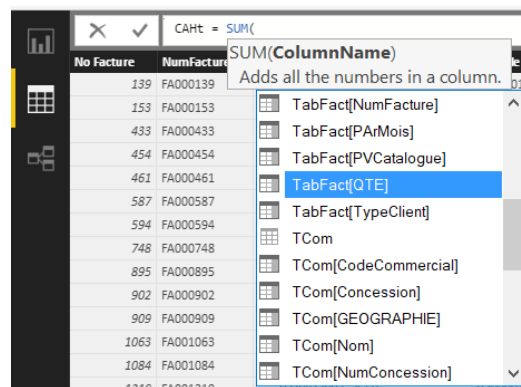 CAHt = SUM(
SUM(ColumnName)
Adds all the numbers in a column.
No Facture NumFacture
139 FA000139
153 FA000153
433 FA000433
454 FA000454
461 FA000461
587 FA000587
594 FA000594
748 FA000748
895 FA000895
902 FA000902
909 FA000909
1063 FA001063
1084 FA001084
TabFact[NumFacture]
TabFact[PArMois]
TabFact[PVCatalogue]
TabFact[QTE]
TabFact[TypeClient]
TCom
TCom[CodeCommercial]
TCom[Concession]
TCom[GEOGRAPHIE]
TCom[Nom]
TCom[NumConcession]